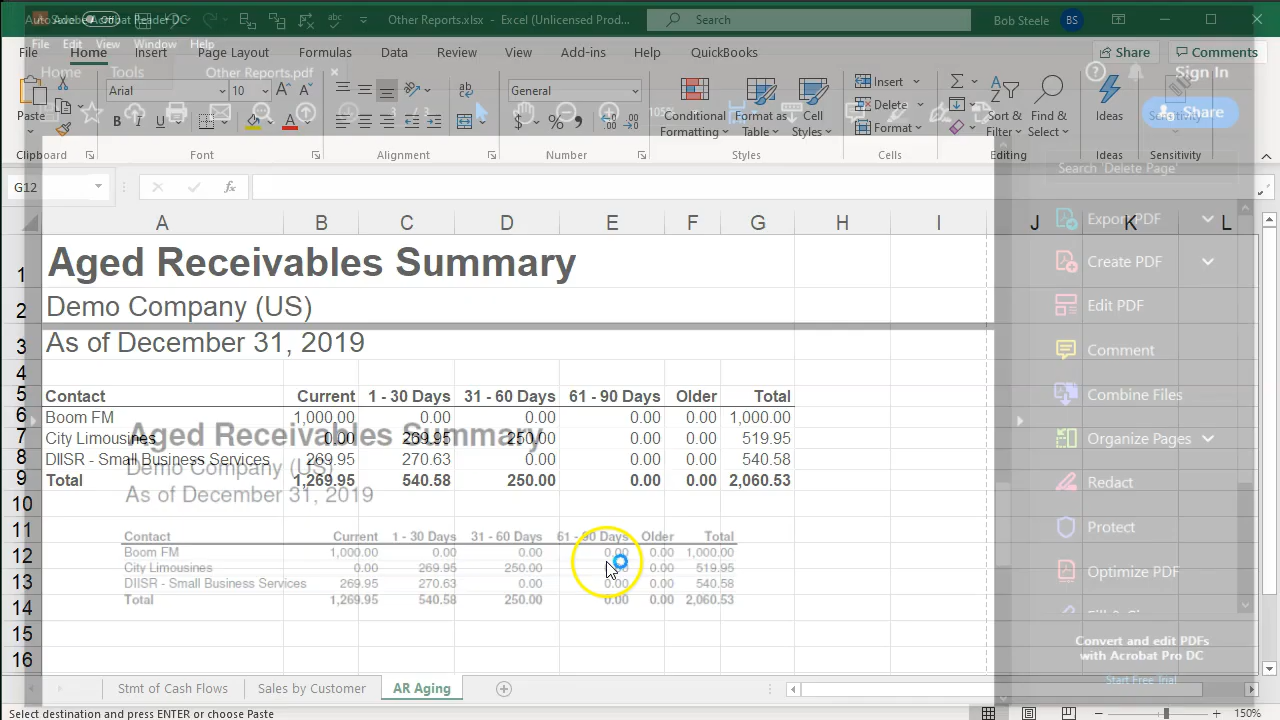 AutoSave Off Other Reports.xlsx - Excel (Unlicensed Prod... Search Bob Steele BS
Adobe Acrobat Reader DC
File Edit View Window Help
File Home Insert Page Layout Formulas Data Review View Add-ins Help QuickBooks Share Comments
Home Tools Other Reports.pdf × Sign In
Arial 10 General Insert
Delete
Format
Paste B I U $ % 105% Conditional Format as Cell Sort & Find & Ideas Sensitivity
Formatting Table Styles Filter Select
Share
Clipboard Font Alignment Number Styles Cells Editing Ideas Sensitivity
G12 fx Search 'Delete Page'
A B C D E F G H I J K L
1 Aged Receivables Summary
2 Demo Company (US)
3 As of December 31, 2019
4
5 Contact Current 1 - 30 Days 31 - 60 Days 61 - 90 Days Older Total
6 Boom FM 1,000.00 0.00 0.00 0.00 0.00 1,000.00
7 City Limousines 0.00 269.95 250.00 0.00 0.00 519.95
8 DIISR - Small Business Services 269.95 270.63 0.00 0.00 0.00 540.58
9 Total 1,269.95 540.58 250.00 0.00 0.00 2,060.53
10
11
12
13
14
15
16
Aged Receivables Summary
Demo Company (US)
As of December 31, 2019
Contact Current 1 - 30 Days 31 - 60 Days 61 - 90 Days Older Total
Boom FM 1,000.00 0.00 0.00 0.00 0.00 1,000.00
City Limousines 0.00 269.95 250.00 0.00 519.95
DIISR - Small Business Services 269.95 270.63 0.00 0.00 0.00 540.58
Total 1,269.95 540.58 250.00 0.00 0.00 2,060.53
Export PDF
Create PDF
Edit PDF
Comment
Combine Files
Organize Pages
Redact
Protect
Optimize PDF
Convert and edit PDFs
with Acrobat Pro DC
Start Free Trial
Stmt of Cash Flows Sales by Customer AR Aging
Select destination and press ENTER or choose Paste 150%